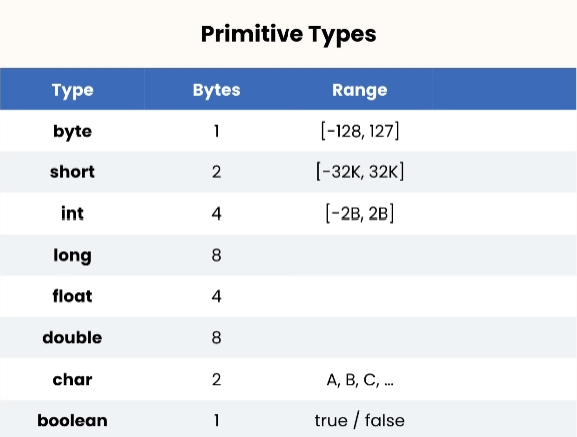 Primitive Types
Type Bytes Range
byte 1 [-128, 127]
short 2 [-32K, 32K]
int 4 [-2B, 2B]
long 8
float 4
double 8
char 2 A, B, C, ...
boolean 1 true / false